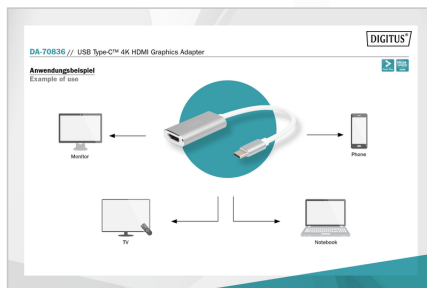 DIGITUS®
DA-70836 // USB Type-C™ 4K HDMI Graphics Adapter
Anwendungsbeispiel
Example of use
Monitor
Phone
TV
Notebook